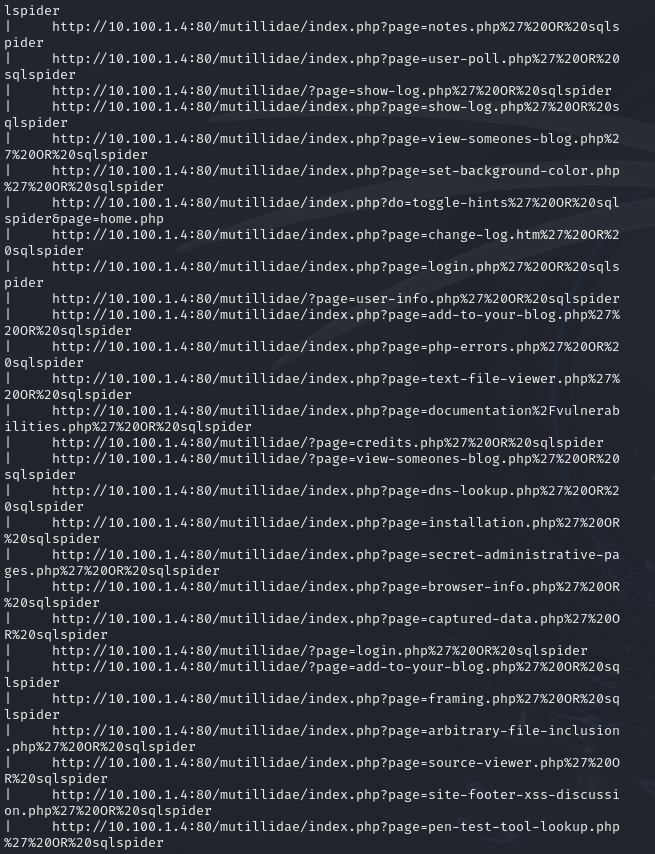 lspider
|     http://10.100.1.4:80/mutillidae/index.php?page=notes.php%27%20OR%20sqls
pider
|     http://10.100.1.4:80/mutillidae/index.php?page=user-poll.php%27%20OR%20
sqlspider
|     http://10.100.1.4:80/mutillidae/?page=show-log.php%27%20OR%20sqlspider
|     http://10.100.1.4:80/mutillidae/index.php?page=show-log.php%27%20OR%20s
qlspider
|     http://10.100.1.4:80/mutillidae/index.php?page=view-someones-blog.php%2
7%20OR%20sqlspider
|     http://10.100.1.4:80/mutillidae/index.php?page=set-background-color.php
%27%20OR%20sqlspider
|     http://10.100.1.4:80/mutillidae/index.php?do=toggle-hints%27%20OR%20sql
spider&page=home.php
|     http://10.100.1.4:80/mutillidae/index.php?page=change-log.htm%27%20OR%2
0sqlspider
|     http://10.100.1.4:80/mutillidae/index.php?page=login.php%27%20OR%20sqls
pider
|     http://10.100.1.4:80/mutillidae/?page=user-info.php%27%20OR%20sqlspider
|     http://10.100.1.4:80/mutillidae/index.php?page=add-to-your-blog.php%27%
20OR%20sqlspider
|     http://10.100.1.4:80/mutillidae/index.php?page=php-errors.php%27%20OR%2
0sqlspider
|     http://10.100.1.4:80/mutillidae/index.php?page=text-file-viewer.php%27%
20OR%20sqlspider
|     http://10.100.1.4:80/mutillidae/index.php?page=documentation%2Fvulnerab
ilities.php%27%20OR%20sqlspider
|     http://10.100.1.4:80/mutillidae/?page=credits.php%27%20OR%20sqlspider
|     http://10.100.1.4:80/mutillidae/?page=view-someones-blog.php%27%20OR%20
sqlspider
|     http://10.100.1.4:80/mutillidae/index.php?page=dns-lookup.php%27%20OR%2
0sqlspider
|     http://10.100.1.4:80/mutillidae/index.php?page=installation.php%27%20OR
%20sqlspider
|     http://10.100.1.4:80/mutillidae/index.php?page=secret-administrative-pa
ges.php%27%20OR%20sqlspider
|     http://10.100.1.4:80/mutillidae/index.php?page=browser-info.php%27%20OR
%20sqlspider
|     http://10.100.1.4:80/mutillidae/index.php?page=captured-data.php%27%20O
R%20sqlspider
|     http://10.100.1.4:80/mutillidae/?page=login.php%27%20OR%20sqlspider
|     http://10.100.1.4:80/mutillidae/?page=add-to-your-blog.php%27%20OR%20sq
lspider
|     http://10.100.1.4:80/mutillidae/index.php?page=framing.php%27%20OR%20sq
lspider
|     http://10.100.1.4:80/mutillidae/index.php?page=arbitrary-file-inclusion
.php%27%20OR%20sqlspider
|     http://10.100.1.4:80/mutillidae/index.php?page=source-viewer.php%27%20O
R%20sqlspider
|     http://10.100.1.4:80/mutillidae/index.php?page=site-footer-xss-discussi
on.php%27%20OR%20sqlspider
|     http://10.100.1.4:80/mutillidae/index.php?page=pen-test-tool-lookup.php
%27%20OR%20sqlspider